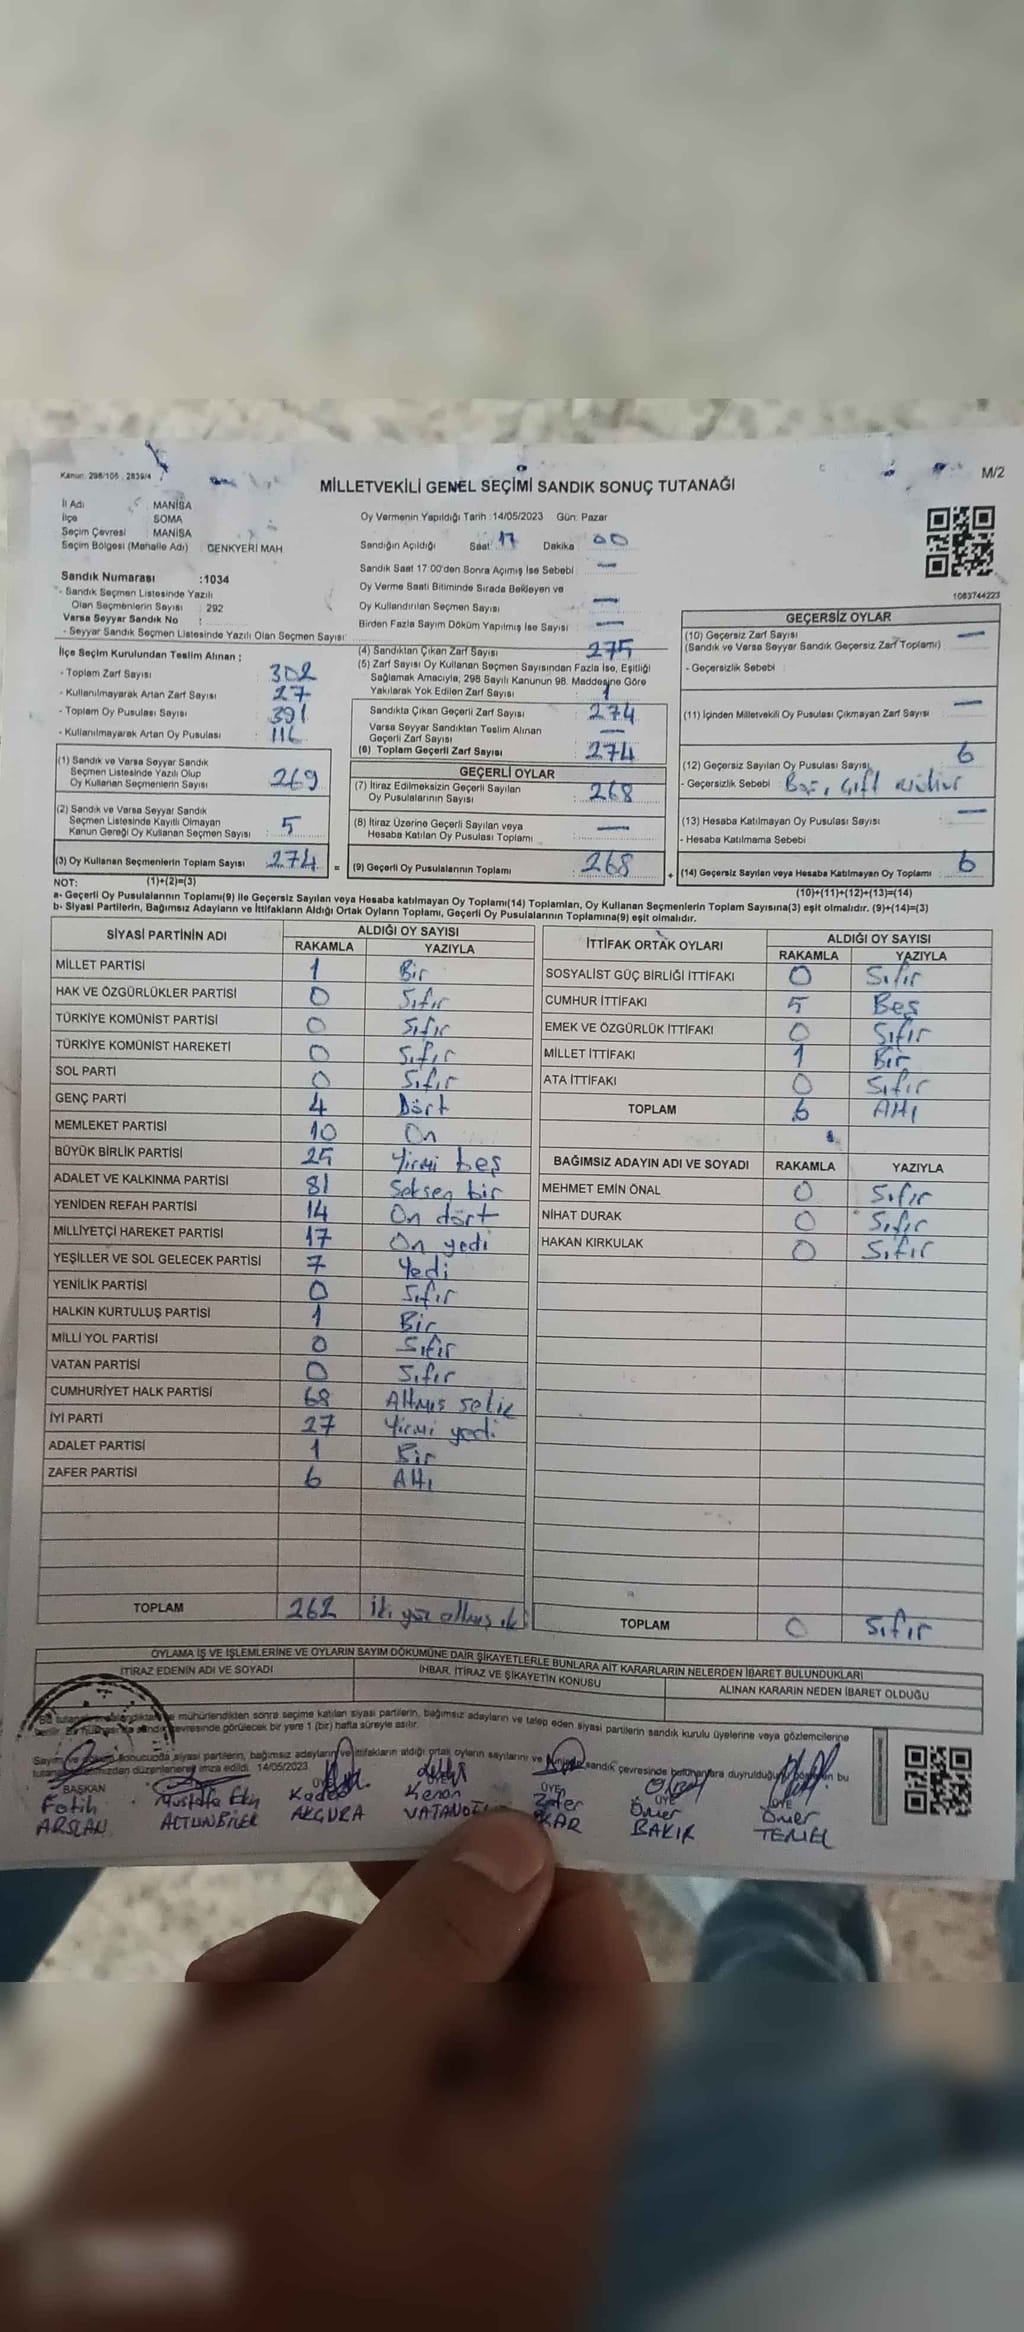 Kanun: 298/105 , 2839/4
M/2
MİLLETVEKİLİ GENEL SEÇİMİ SANDIK SONUÇ TUTANAĞI
İl Adı : MANİSA
İlçe : SOMA
Seçim Çevresi : MANİSA
Seçim Bölgesi (Mahalle Adı) : CENKYERİ MAH
Sandık Numarası :1034
- Sandık Seçmen Listesinde Yazılı
Olan Seçmenlerin Sayısı : 292
Varsa Seyyar Sandık No :
- Seyyar Sandık Seçmen Listesinde Yazılı Olan Seçmen Sayısı:
Oy Vermenin Yapıldığı Tarih :14/05/2023 Gün: Pazar
Sandığın Açıldığı Saat 17 Dakika 00
Sandık Saat 17:00'den Sonra Açımış İse Sebebi : —
Oy Verme Saati Bitiminde Sırada Bekleyen ve
Oy Kullandırılan Seçmen Sayısı : —
Birden Fazla Sayım Döküm Yapılmış İse Sayısı : —
1083744223
İlçe Seçim Kurulundan Teslim Alınan ;
- Toplam Zarf Sayısı : 302
- Kullanılmayarak Artan Zarf Sayısı : 27
- Toplam Oy Pusulası Sayısı : 391
- Kullanılmayarak Artan Oy Pusulası : 116
(1) Sandık ve Varsa Seyyar Sandık
Seçmen Listesinde Yazılı Olup
Oy Kullanan Seçmenlerin Sayısı : 269
(2) Sandık ve Varsa Seyyar Sandık
Seçmen Listesinde Kayıtlı Olmayan
Kanun Gereği Oy Kullanan Seçmen Sayısı : 5
(3) Oy Kullanan Seçmenlerin Toplam Sayısı : 274 =
(4) Sandıktan Çıkan Zarf Sayısı : 275
(5) Zarf Sayısı Oy Kullanan Seçmen Sayısından Fazla İse, Eşitliği
Sağlamak Amacıyla, 298 Sayılı Kanunun 98. Maddesine Göre
Yakılarak Yok Edilen Zarf Sayısı : 1
Sandıkta Çıkan Geçerli Zarf Sayısı : 274
Varsa Seyyar Sandıktan Teslim Alınan
Geçerli Zarf Sayısı : —
(6) Toplam Geçerli Zarf Sayısı : 274
GEÇERLİ OYLAR
(7) İtiraz Edilmeksizin Geçerli Sayılan
Oy Pusulalarının Sayısı : 268
(8) İtiraz Üzerine Geçerli Sayılan veya
Hesaba Katılan Oy Pusulaları Toplamı : —
(9) Geçerli Oy Pusulalarının Toplamı : 268 +
GEÇERSİZ OYLAR
(10) Geçersiz Zarf Sayısı : —
(Sandık ve Varsa Seyyar Sandık Geçersiz Zarf Toplamı)
- Geçersizlik Sebebi :
(11) İçinden Milletvekili Oy Pusulası Çıkmayan Zarf Sayısı : —
(12) Geçersiz Sayılan Oy Pusulası Sayısı : 6
- Geçersizlik Sebebi : Boş, çift mühür
(13) Hesaba Katılmayan Oy Pusulası Sayısı : —
- Hesaba Katılmama Sebebi :
(14) Geçersiz Sayılan veya Hesaba Katılmayan Oy Toplamı : 6
NOT: (1)+(2)=(3) (10)+(11)+(12)+(13)=(14)
a- Geçerli Oy Pusulalarının Toplamı(9) ile Geçersiz Sayılan veya Hesaba katılmayan Oy Toplamı(14) Toplamları, Oy Kullanan Seçmenlerin Toplam Sayısına(3) eşit olmalıdır. (9)+(14)=(3)
b- Siyasi Partilerin, Bağımsız Adayların ve İttifakların Aldığı Ortak Oyların Toplamı, Geçerli Oy Pusulalarının Toplamına(9) eşit olmalıdır.
SİYASİ PARTİNİN ADI ALDIĞI OY SAYISI
RAKAMLA YAZIYLA
MİLLET PARTİSİ 1 Bir
HAK VE ÖZGÜRLÜKLER PARTİSİ 0 Sıfır
TÜRKİYE KOMÜNİST PARTİSİ 0 Sıfır
TÜRKİYE KOMÜNİST HAREKETİ 0 Sıfır
SOL PARTİ 0 Sıfır
GENÇ PARTİ 4 Dört
MEMLEKET PARTİSİ 10 On
BÜYÜK BİRLİK PARTİSİ 25 Yirmi beş
ADALET VE KALKINMA PARTİSİ 81 Seksen bir
YENİDEN REFAH PARTİSİ 14 On dört
MİLLİYETÇİ HAREKET PARTİSİ 17 On yedi
YEŞİLLER VE SOL GELECEK PARTİSİ 7 Yedi
YENİLİK PARTİSİ 0 Sıfır
HALKIN KURTULUŞ PARTİSİ 1 Bir
MİLLİ YOL PARTİSİ 0 Sıfır
VATAN PARTİSİ 0 Sıfır
CUMHURİYET HALK PARTİSİ 68 Altmış sekiz
İYİ PARTİ 27 Yirmi yedi
ADALET PARTİSİ 1 Bir
ZAFER PARTİSİ 6 Altı
TOPLAM 262 İki yüz altmış iki
İTTİFAK ORTAK OYLARI ALDIĞI OY SAYISI
RAKAMLA YAZIYLA
SOSYALİST GÜÇ BİRLİĞİ İTTİFAKI 0 Sıfır
CUMHUR İTTİFAKI 5 Beş
EMEK VE ÖZGÜRLÜK İTTİFAKI 0 Sıfır
MİLLET İTTİFAKI 1 Bir
ATA İTTİFAKI 0 Sıfır
TOPLAM 6 Altı
BAĞIMSIZ ADAYIN ADI VE SOYADI RAKAMLA YAZIYLA
MEHMET EMİN ÖNAL 0 Sıfır
NİHAT DURAK 0 Sıfır
HAKAN KIRKULAK 0 Sıfır
TOPLAM 0 Sıfır
OYLAMA İŞ VE İŞLEMLERİNE VE OYLARIN SAYIM DÖKÜMÜNE DAİR ŞİKAYETLERLE BUNLARA AİT KARARLARIN NELERDEN İBARET BULUNDUKLARI
İTİRAZ EDENİN ADI VE SOYADI İHBAR, İTİRAZ VE ŞİKAYETİN KONUSU ALINAN KARARIN NEDEN İBARET OLDUĞU
mühürlendikten sonra seçime katılan siyasi partilerin, bağımsız adayların ve talep eden siyasi partilerin sandık kurulu üyelerine veya gözlemcilerine
çevresinde görülecek bir yere 1 (bir) hafta süreyle asılır.
sonucunda siyasi partilerin, bağımsız adayların ve ittifakların aldığı ortak oyların sayılarını ve sandık çevresinde bulunanlara duyrulduğunu bu
düzenlenerek imza edildi. 14/05/2023
BAŞKAN ÜYE ÜYE ÜYE ÜYE ÜYE
Fatih Mustafa Ekin Kader Kenan Zafer Ömer Ömer
ARSLAN ALTUNBİLER AKGURA BAKIR TEMEL